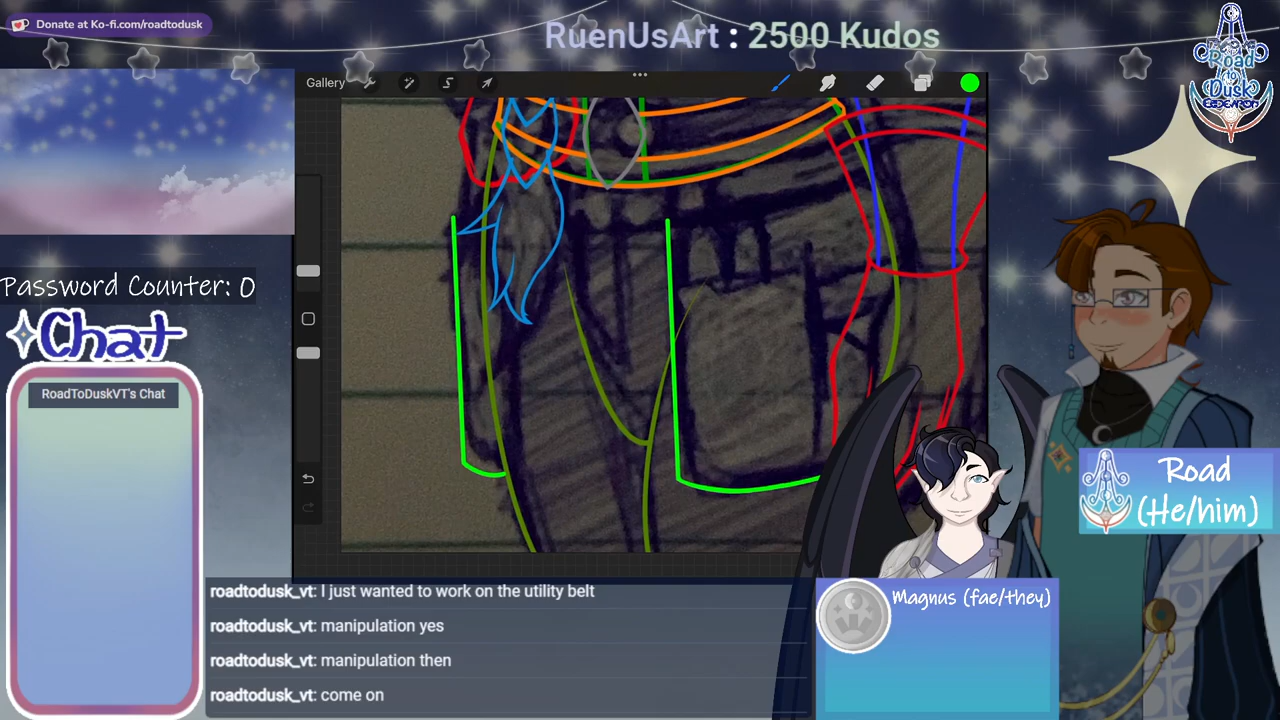 Donate at Ko-fi.com/roadtodusk
RuenUsArt : 2500 Kudos
Road
to
Dusk
Gallery
Password Counter: 0
Chat
RoadToDuskVT's Chat
Road
(He/him)
Magnus (fae/they)
roadtodusk_vt: I just wanted to work on the utility belt
roadtodusk_vt: manipulation yes
roadtodusk_vt: manipulation then
roadtodusk_vt: come on